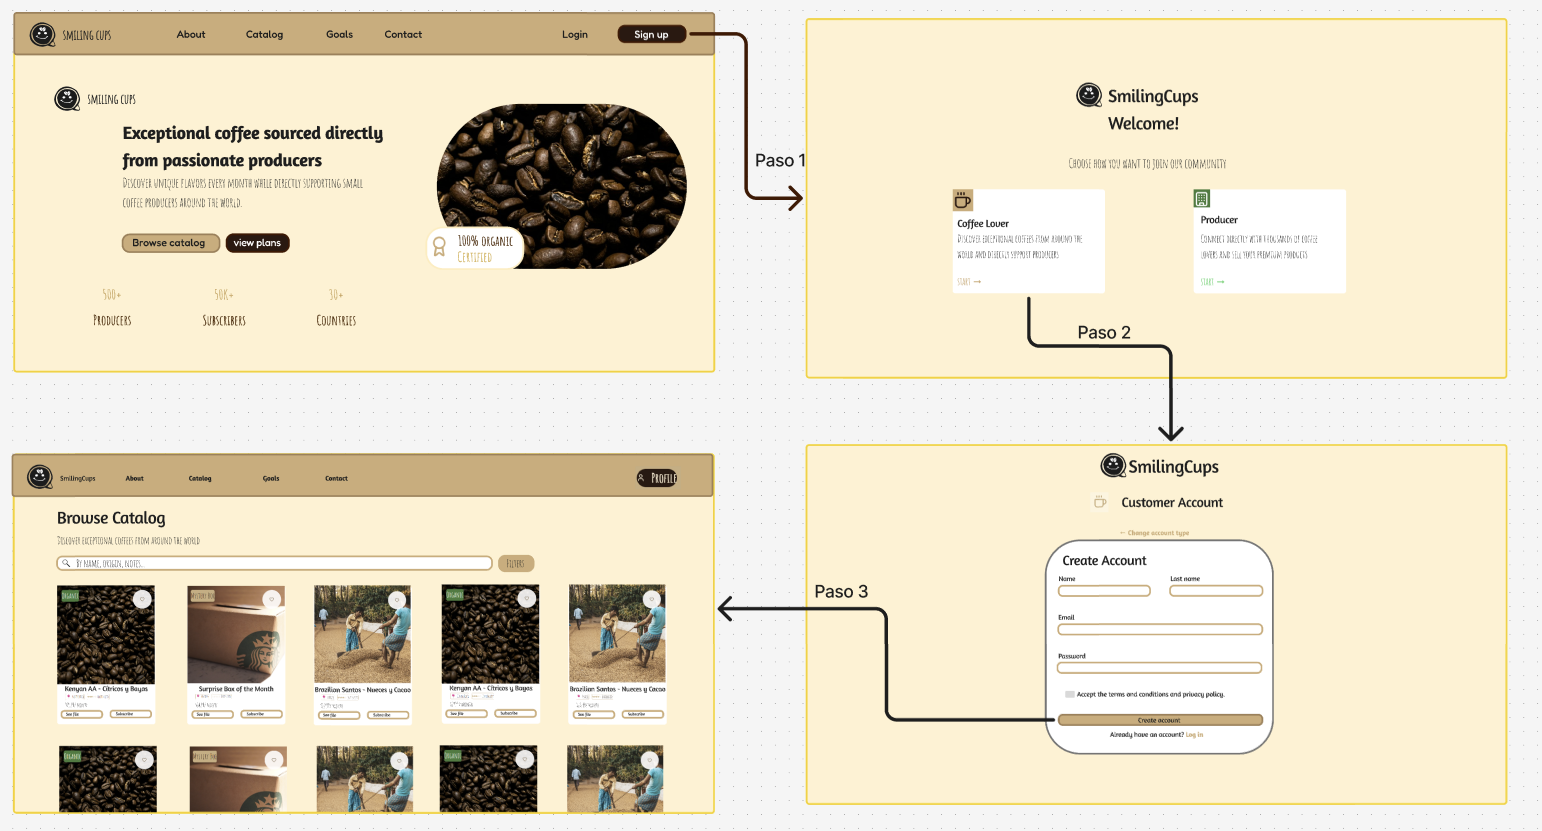 SMILING CUPS
About
Catalog
Goals
Contact
Login
Sign up
SMILING CUPS
Exceptional coffee sourced directly
from passionate producers
Discover unique flavors every month while directly supporting small
coffee producers around the world.
Browse catalog
view plans
100% organic
Certified
500+
50K+
30+
Producers
Subscribers
Countries
Paso 1
SmilingCups
Welcome!
Choose how you want to join our community
Coffee Lover
Discover exceptional coffees from around the
world and directly support producers
Start →
Producer
Connect directly with thousands of coffee
lovers and sell your premium products
Start →
Paso 2
SmilingCups
About
Catalog
Goals
Contact
Profile
Browse Catalog
Discover exceptional coffees from around the world
By name, origin, notes..
Filters
Organic
Mystery Box
Organic
Kenyan AA - Cítricos y Bayas
See file
Subscribe
Surprise Box of the Month
See file
Subscribe
Brazilian Santos - Nueces y Cacao
See file
Subscribe
Kenyan AA - Cítricos y Bayas
See file
Subscribe
Brazilian Santos - Nueces y Cacao
See file
Subscribe
Organic
Mystery Box
Organic
Paso 3
SmilingCups
Customer Account
← Change account type
Create Account
Name
Last name
Email
Password
Accept the terms and conditions and privacy policy.
Create account
Already have an account? Log in